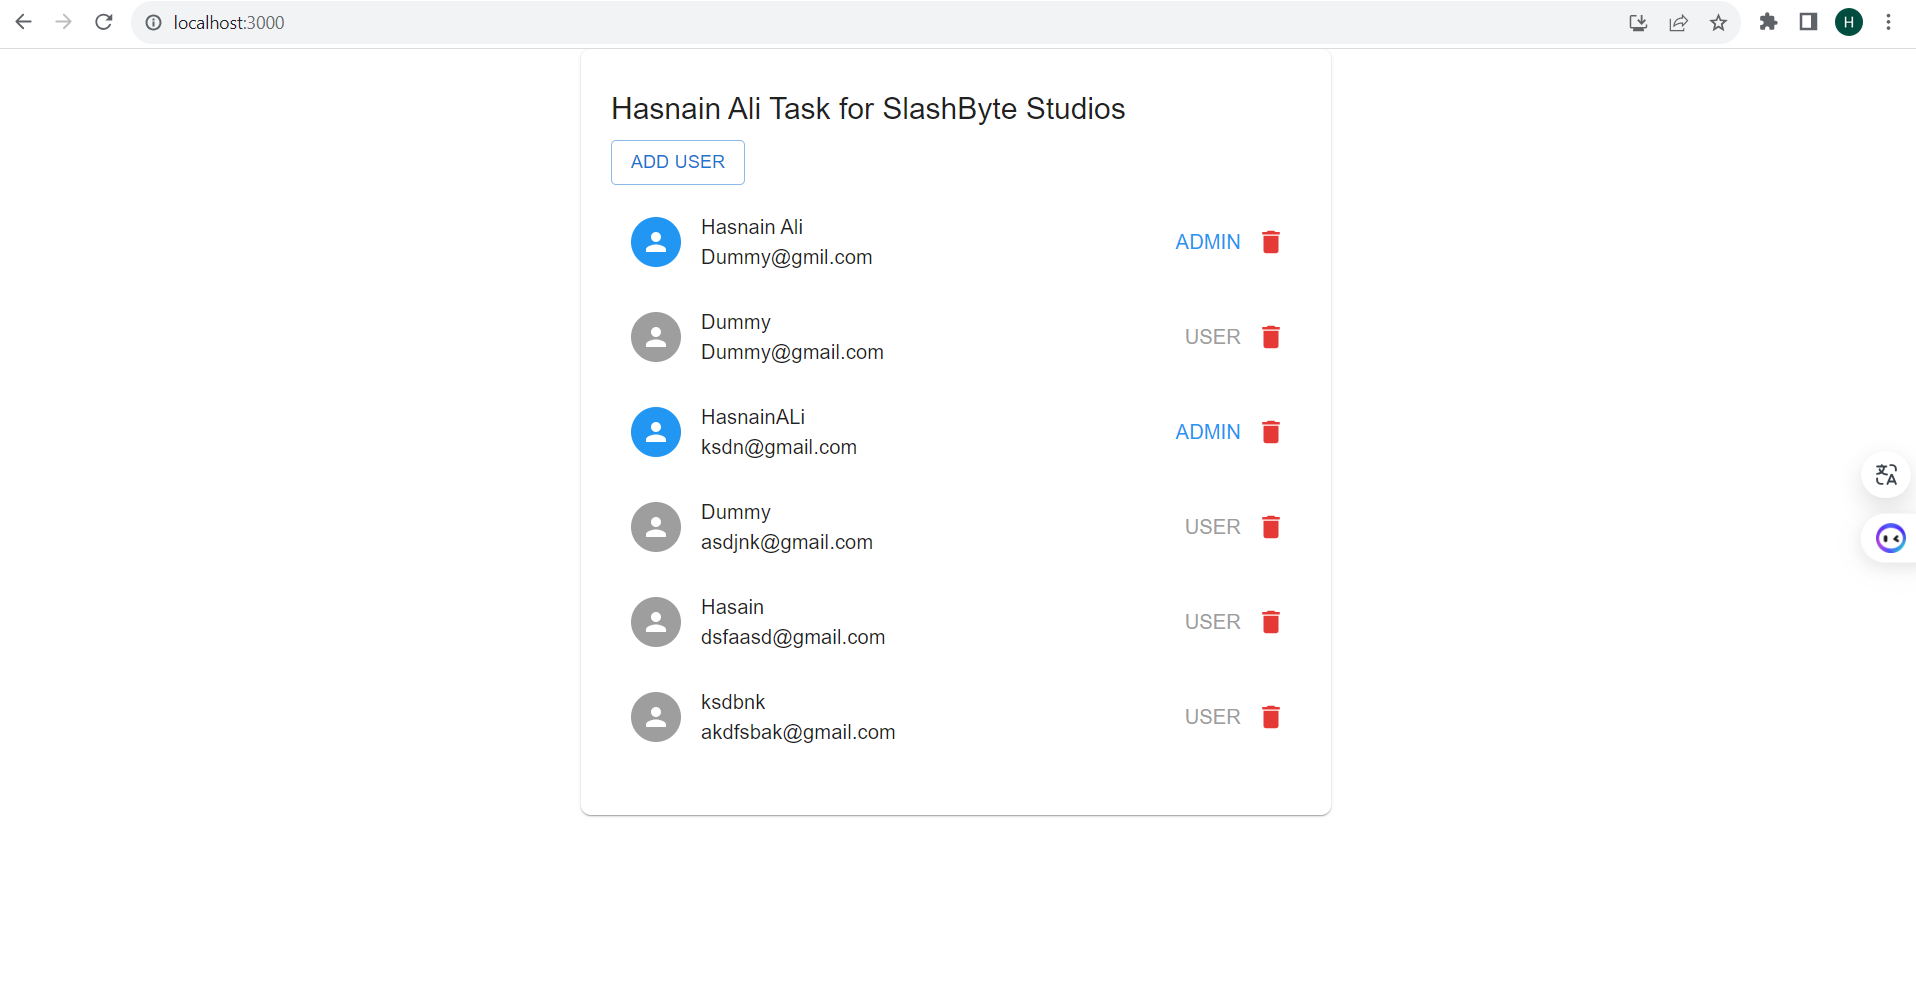 localhost:3000
H
Hasnain Ali Task for SlashByte Studios
ADD USER
Hasnain Ali
Dummy@gmil.com
ADMIN
Dummy
Dummy@gmail.com
USER
HasnainALi
ksdn@gmail.com
ADMIN
Dummy
asdjnk@gmail.com
USER
Hasain
dsfaasd@gmail.com
USER
ksdbnk
akdfsbak@gmail.com
USER